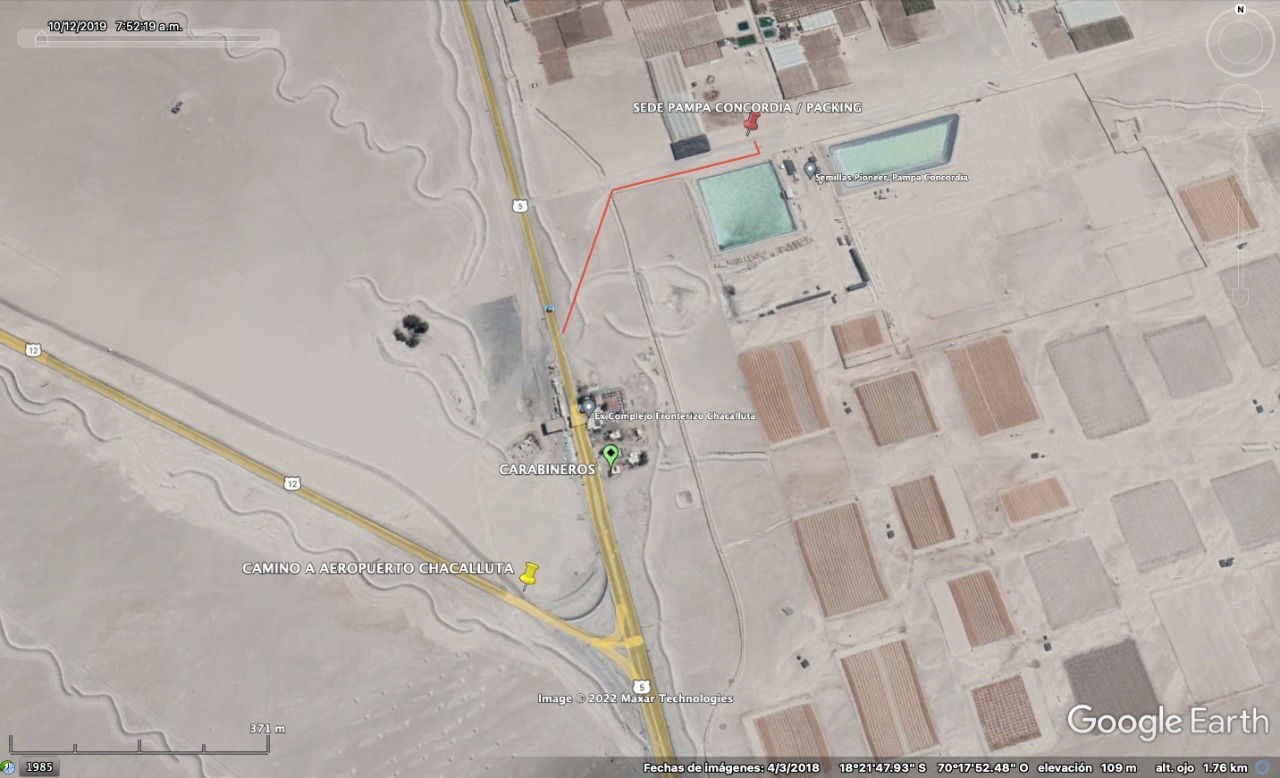 10/12/2019 7:52:19 a.m.
N
SEDE PAMPA CONCORDIA / PACKING
Semillas Pioneer, Pampa Concordia
5
12
Ex Complejo Fronterizo Chacalluta
CARABINEROS
12
CAMINO A AEROPUERTO CHACALLUTA
5
Image © 2022 Maxar Technologies
371 m
Google Earth
1985
Fechas de imágenes: 4/3/2018 18°21'47.93" S 70°17'52.48" O elevación 109 m alt. ojo 1.76 km